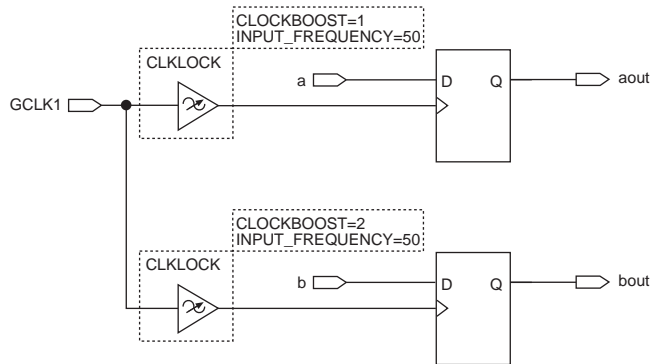 CLOCKBOOST=1
INPUT_FREQUENCY=50
CLKLOCK
a
D
Q
aout
GCLK1
CLOCKBOOST=2
INPUT_FREQUENCY=50
CLKLOCK
b
D
Q
bout